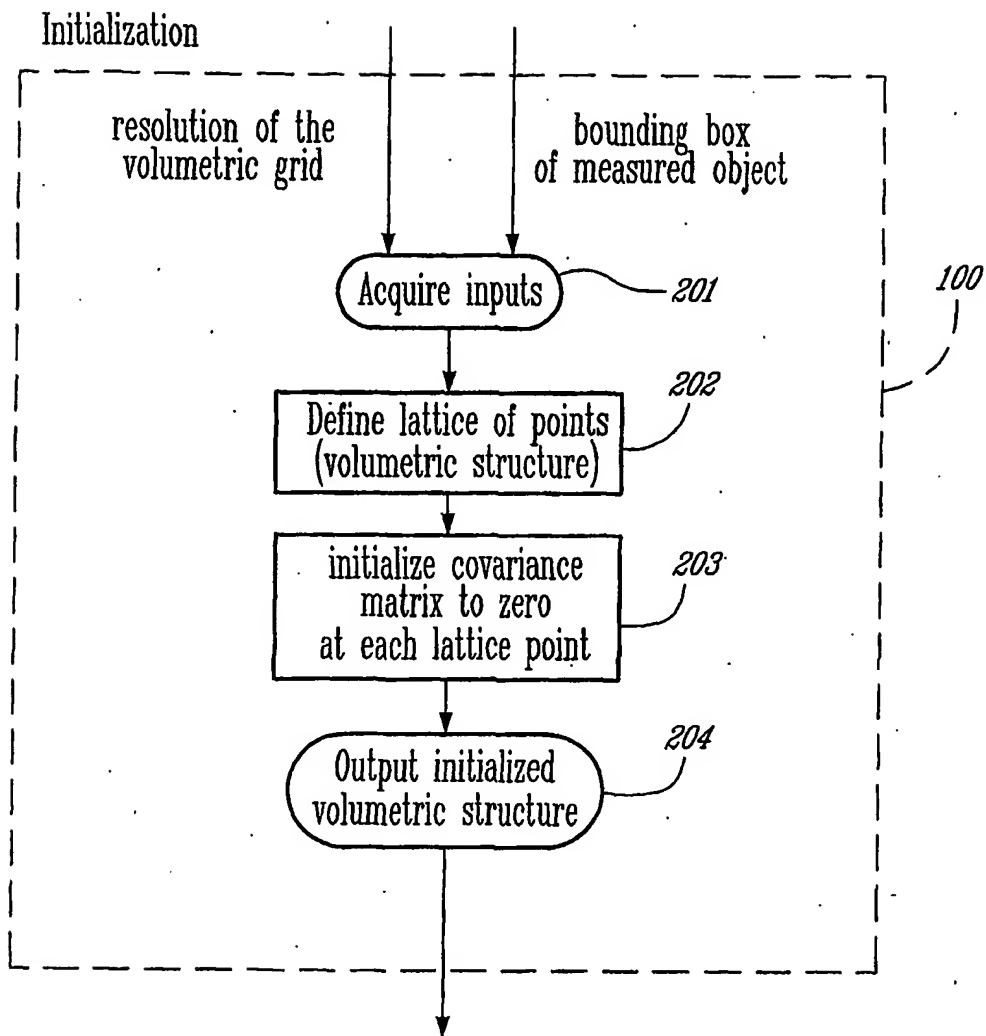 Initialization
resolution of the
volumetric grid
bounding box
of measured object
Acquire inputs
201
100
202
Define lattice of points
(volumetric structure)
203
initialize covariance
matrix to zero
at each lattice point
204
Output initialized
volumetric structure